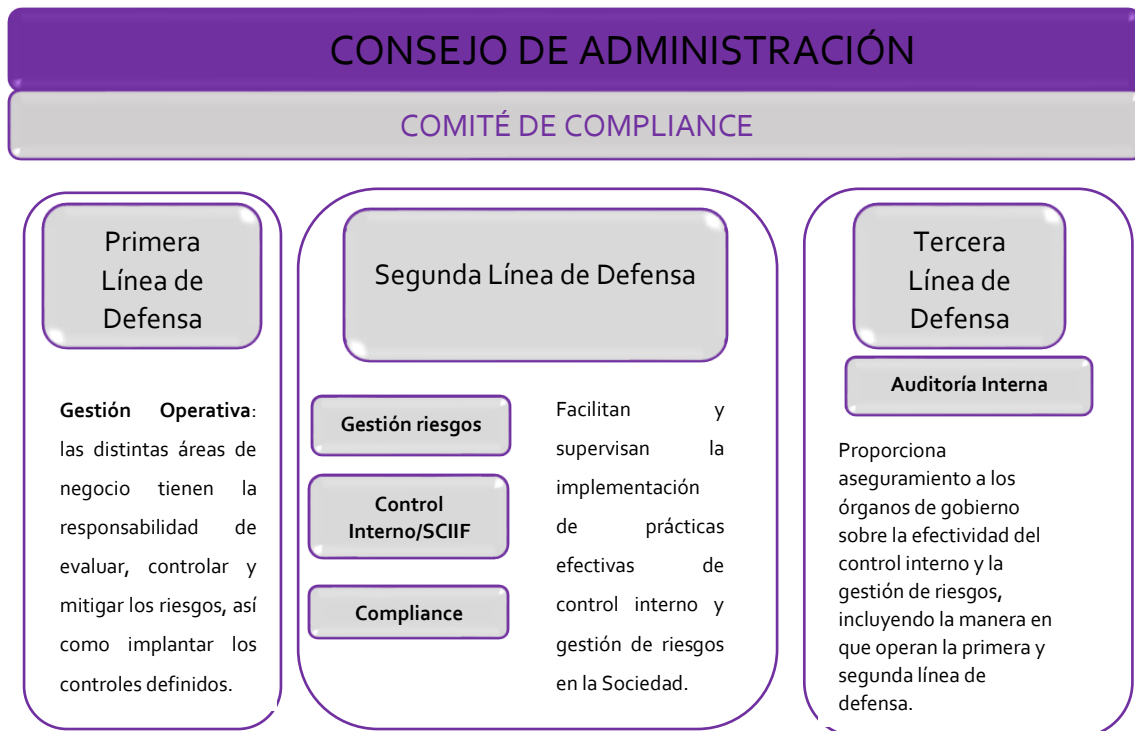 CONSEJO DE ADMINISTRACIÓN
COMITÉ DE COMPLIANCE
Primera
Línea de
Defensa
Gestión Operativa:
las distintas áreas de
negocio tienen la
responsabilidad de
evaluar, controlar y
mitigar los riesgos, así
como implantar los
controles definidos.
Segunda Línea de Defensa
Gestión riesgos
Control
Interno/SCIIF
Compliance
Facilitan y
supervisan la
implementación
de prácticas
efectivas de
control interno y
gestión de riesgos
en la Sociedad.
Tercera
Línea de
Defensa
Auditoría Interna
Proporciona
aseguramiento a los
órganos de gobierno
sobre la efectividad del
control interno y la
gestión de riesgos,
incluyendo la manera en
que operan la primera y
segunda línea de
defensa.